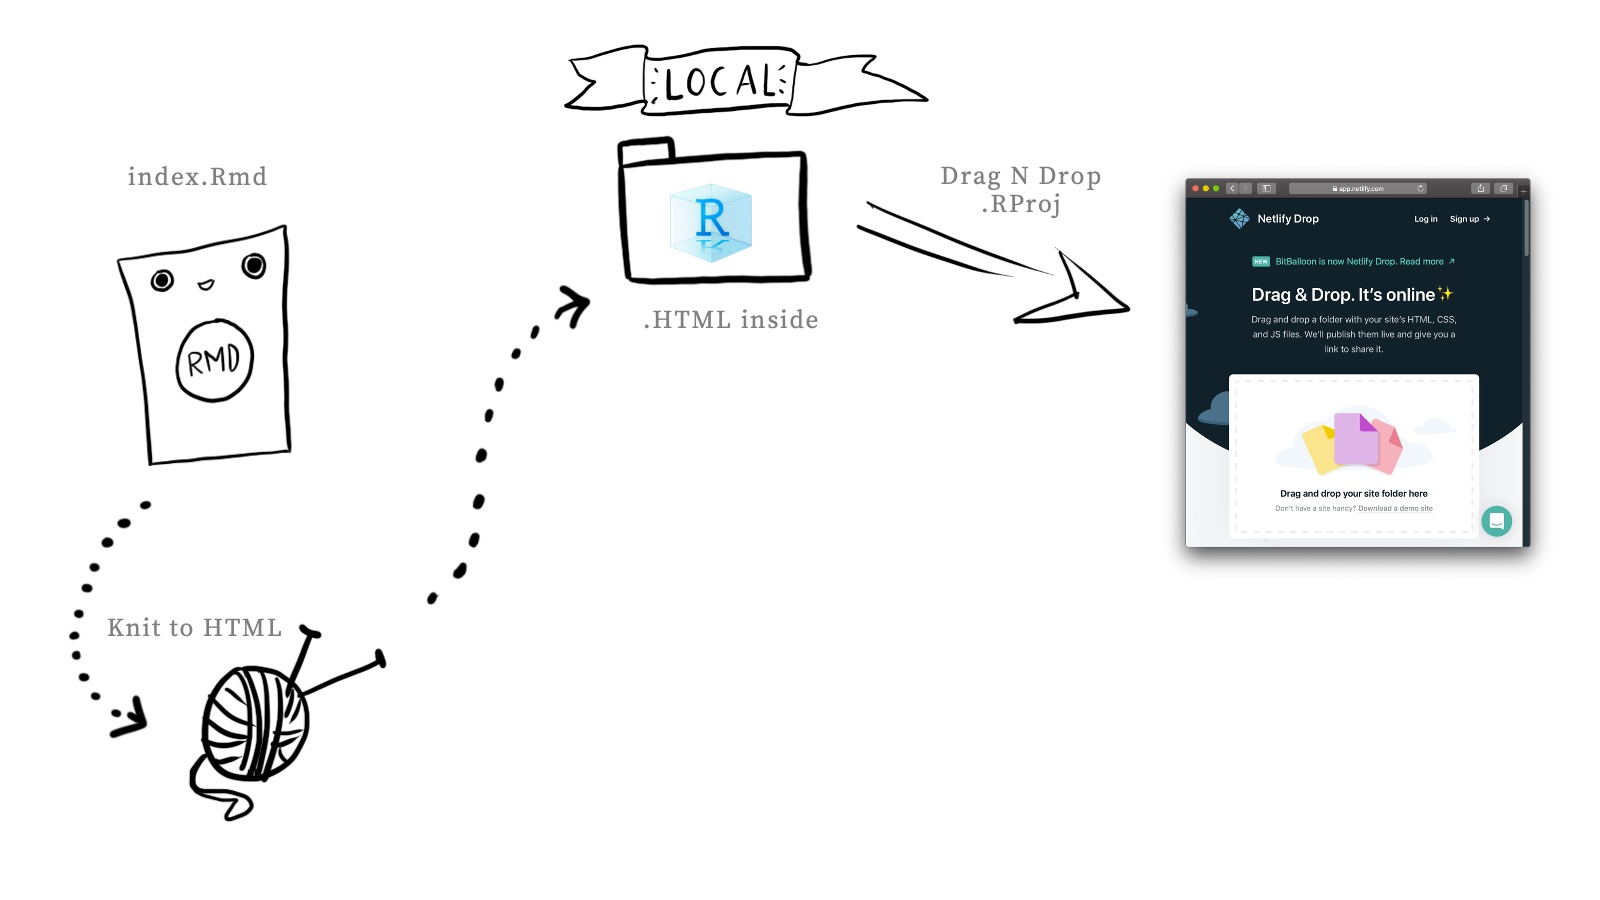 LOCAL
index.Rmd
RMD
Knit to HTML
R
.HTML inside
Drag N Drop
.RProj
app.netlify.com
Netlify Drop
Log in
Sign up →
NEW BitBalloon is now Netlify Drop. Read more ↗
Drag & Drop. It's online✨
Drag and drop a folder with your site's HTML, CSS,
and JS files. We'll publish them live and give you a
link to share it.
Drag and drop your site folder here
Don't have a site handy? Download a demo site